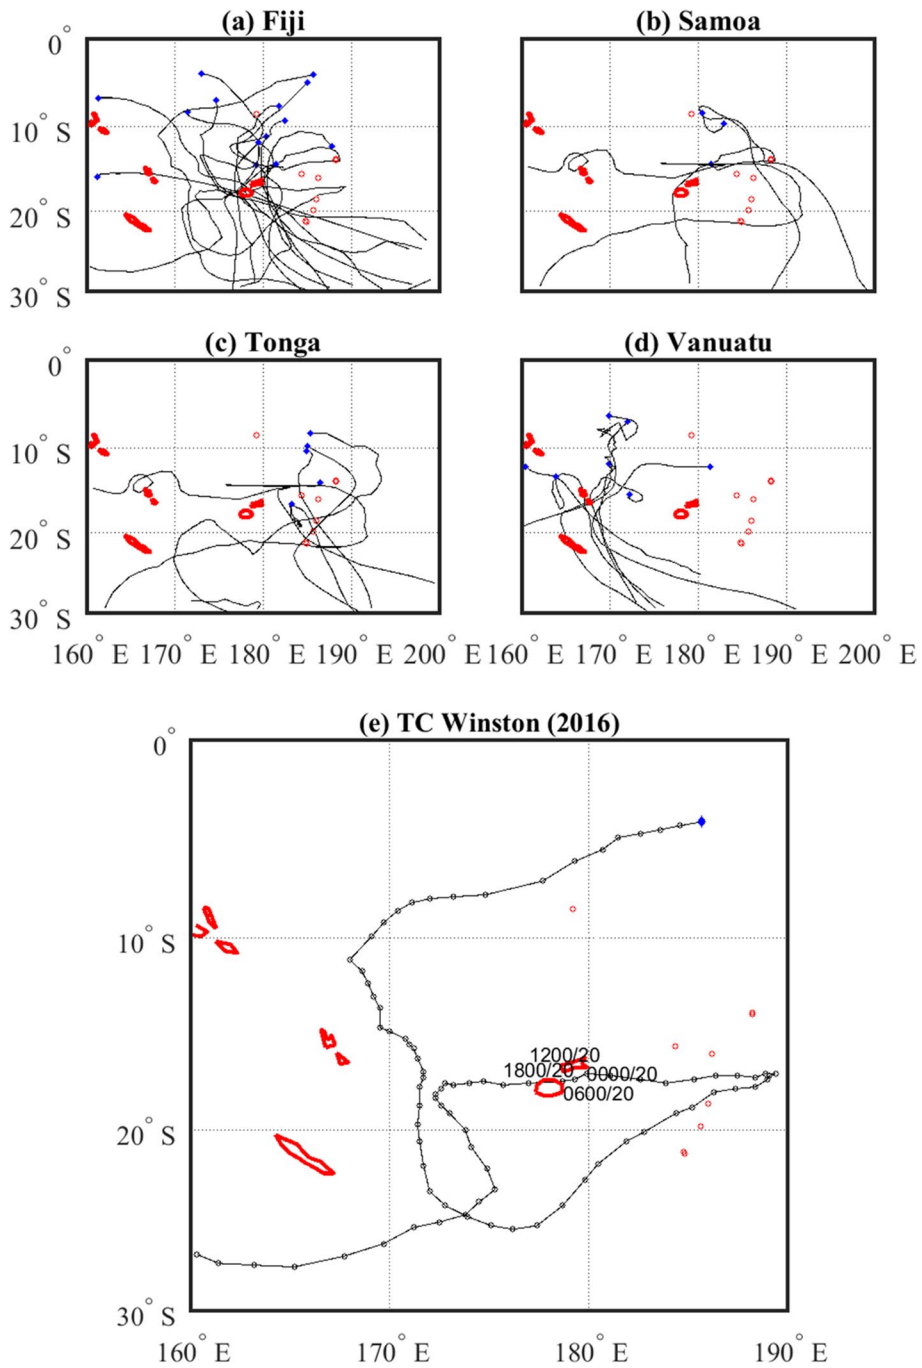 (a) Fiji
(b) Samoa
0°
10° S
20° S
30° S
(c) Tonga
(d) Vanuatu
0°
10° S
20° S
30° S
160° E 170° E 180° E 190° E 200° E 160° E 170° E 180° E 190° E 200° E
(e) TC Winston (2016)
0°
10° S
1200/20
1800/20 0000/20
0600/20
20° S
30° S
160° E 170° E 180° E 190° E